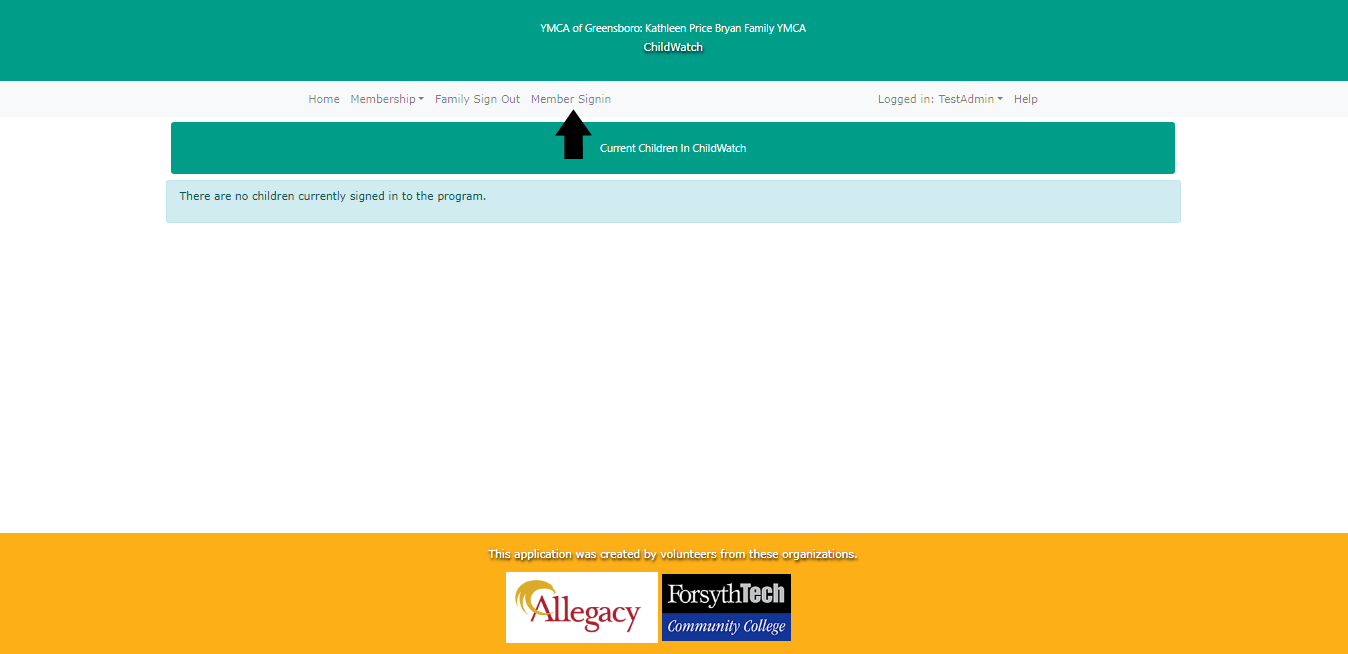 YMCA of Greensboro: Kathleen Price Bryan Family YMCA
ChildWatch
Home Membership Family Sign Out Member Signin Logged in: TestAdmin Help
Current Children In ChildWatch
There are no children currently signed in to the program.
This application was created by volunteers from these organizations.
Allegacy
ForsythTech
Community College